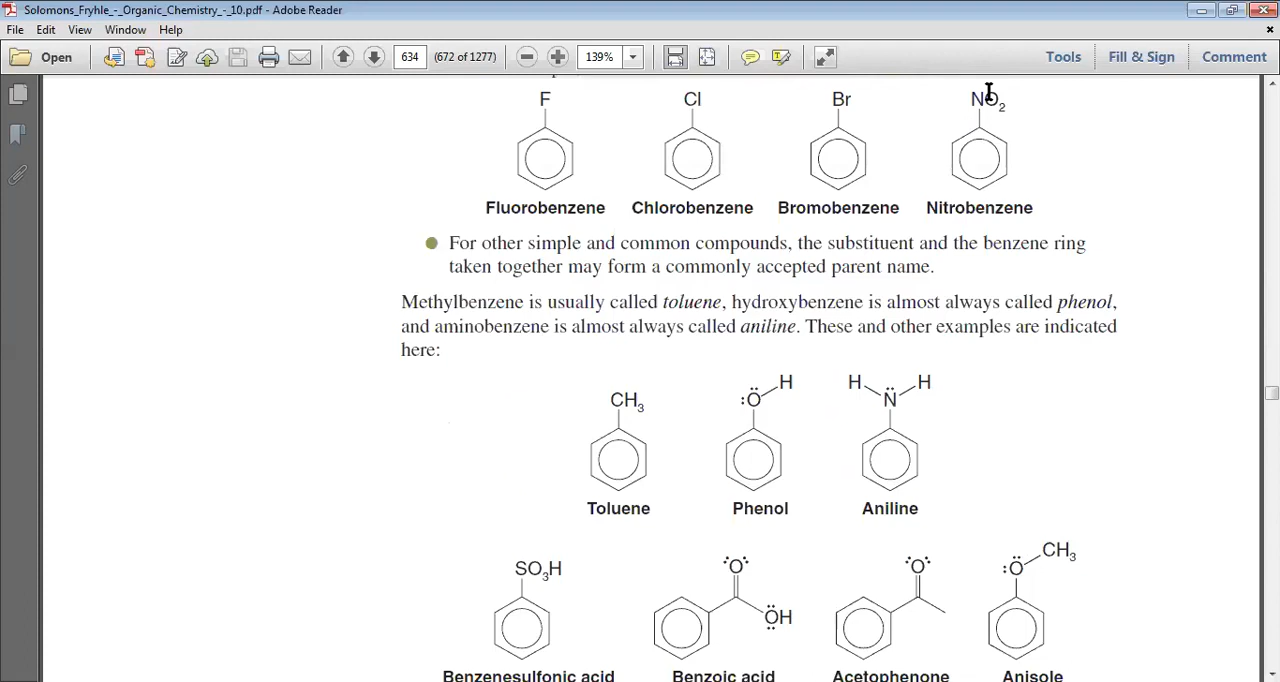 Solomons_Fryhle_-_Organic_Chemistry_-_10.pdf - Adobe Reader
File Edit View Window Help
Open 634 (672 of 1277) 139% Tools Fill & Sign Comment
F Cl Br NO2
Fluorobenzene Chlorobenzene Bromobenzene Nitrobenzene
● For other simple and common compounds, the substituent and the benzene ring
taken together may form a commonly accepted parent name.
Methylbenzene is usually called toluene, hydroxybenzene is almost always called phenol,
and aminobenzene is almost always called aniline. These and other examples are indicated
here:
H H H
CH3 O N
Toluene Phenol Aniline
CH3
SO3H O O O
OH
Benzenesulfonic acid Benzoic acid Acetophenone Anisole